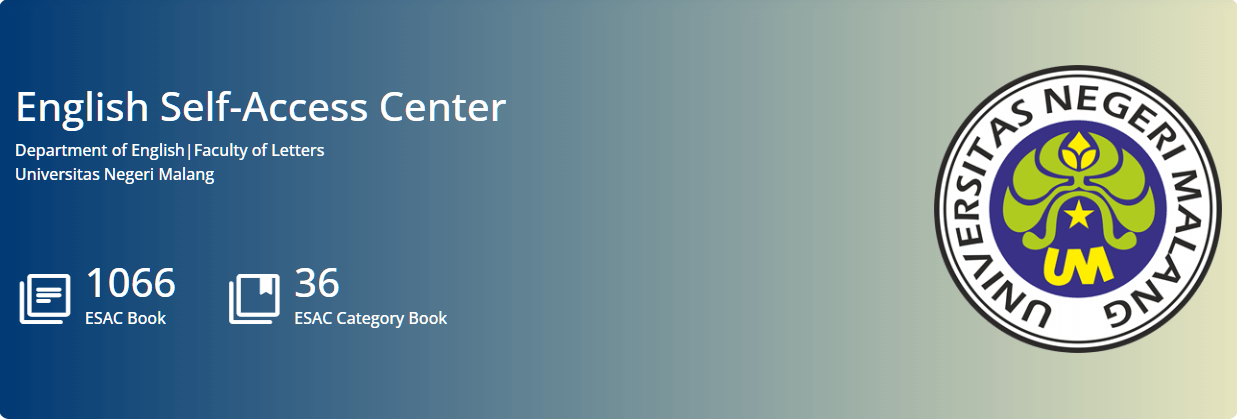 English Self-Access Center
Department of English|Faculty of Letters
Universitas Negeri Malang
1066
ESAC Book
36
ESAC Category Book
UNIVERSITAS NEGERI MALANG
UM